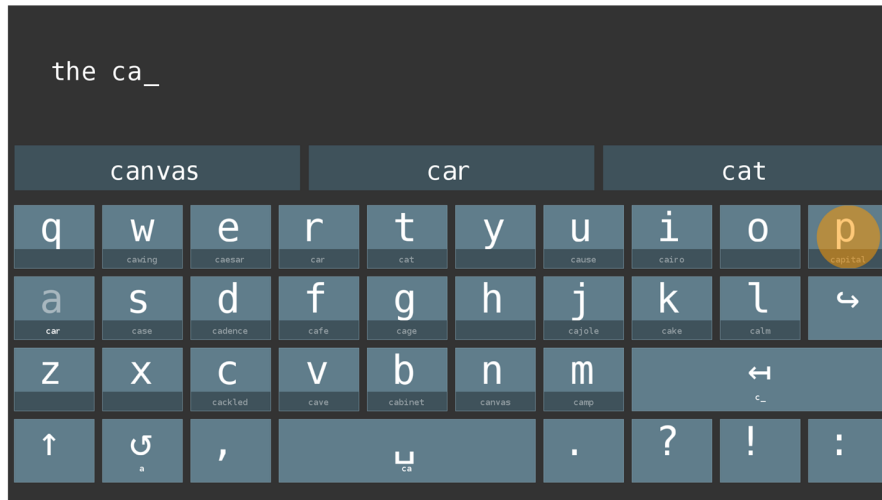 the ca_
canvas car cat
q w e r t y u i o p
cawing caesar car cat cause cairo capital
a s d f g h j k l ↪
car case cadence cafe cage cajole cake calm
z x c v b n m ↤
cackled cave cabinet canvas camp c_
↑ ↺ , ␣ . ? ! :
a ca